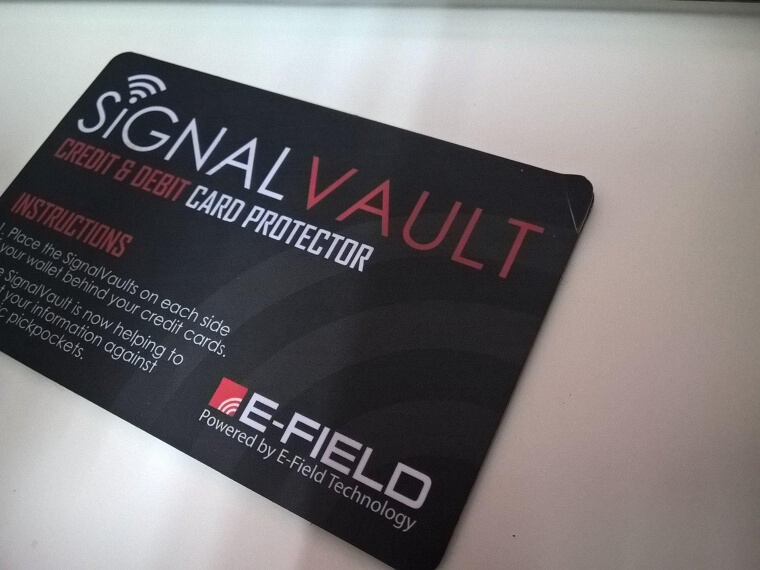 SiGNALVAULT
CREDIT & DEBIT CARD PROTECTOR
INSTRUCTIONS
1. Place the SignalVaults on each side
your wallet behind your credit cards.
SignalVault is now helping to
your information against
pickpockets.
E-FIELD
Powered by E-Field Technology